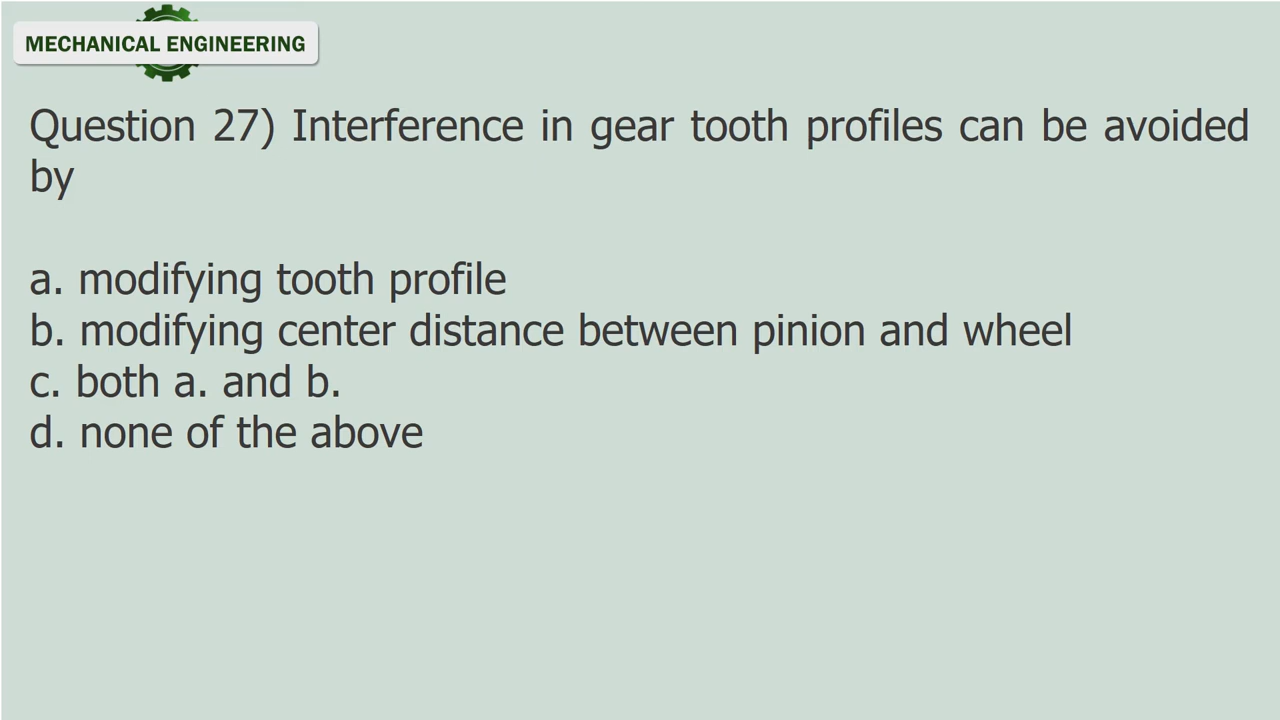 MECHANICAL ENGINEERING
Question 27) Interference in gear tooth profiles can be avoided
by
a. modifying tooth profile
b. modifying center distance between pinion and wheel
c. both a. and b.
d. none of the above